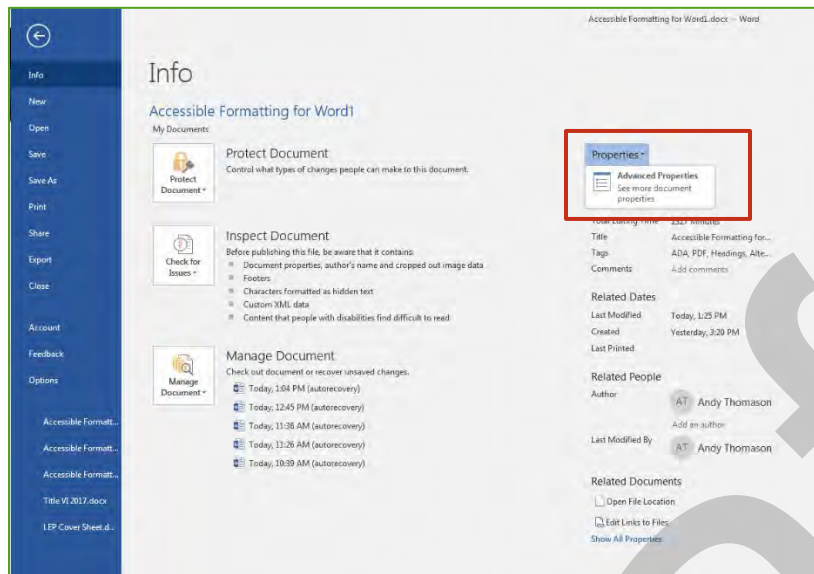 Accessible Formatting for Word1.docx - Word
Info
New
Open
Save
Save As
Print
Share
Export
Close
Account
Feedback
Options
Accessible Formatt...
Accessible Formatt...
Accessible Formatt...
Title VI 2017.docx
LEP Cover Sheet.d...
Info
Accessible Formatting for Word1
My Documents
Protect
Document
Protect Document
Control what types of changes people can make to this document.
Check for
Issues
Inspect Document
Before publishing this file, be aware that it contains:
Document properties, author's name and cropped out image data
Footers
Characters formatted as hidden text
Custom XML data
Content that people with disabilities find difficult to read
Manage
Document
Manage Document
Check out document or recover unsaved changes.
Today, 1:04 PM (autorecovery)
Today, 12:45 PM (autorecovery)
Today, 11:36 AM (autorecovery)
Today, 11:26 AM (autorecovery)
Today, 10:39 AM (autorecovery)
Properties
Advanced Properties
See more document
properties
Total Editing Time 1327 Minutes
Title Accessible Formatting for...
Tags ADA, PDF, Headings, Alte...
Comments Add comments
Related Dates
Last Modified Today, 1:25 PM
Created Yesterday, 3:20 PM
Last Printed
Related People
Author AT Andy Thomason
Add an author
Last Modified By AT Andy Thomason
Related Documents
Open File Location
Edit Links to Files
Show All Properties